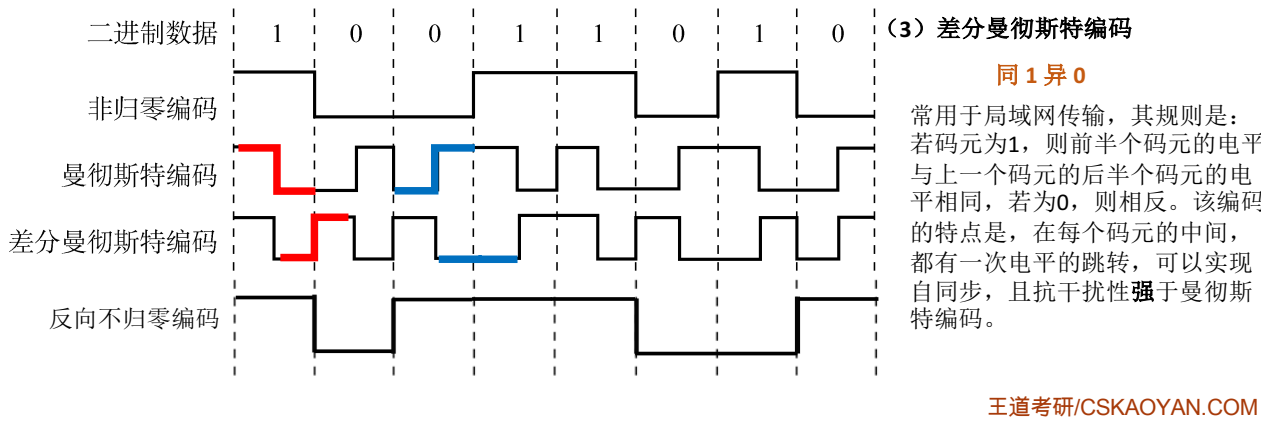 二进制数据 1 0 0 1 1 0 1 0
非归零编码
曼彻斯特编码
差分曼彻斯特编码
反向不归零编码
（3）差分曼彻斯特编码
同 1 异 0
常用于局域网传输，其规则是：
若码元为1，则前半个码元的电平
与上一个码元的后半个码元的电
平相同，若为0，则相反。该编码
的特点是，在每个码元的中间，
都有一次电平的跳转，可以实现
自同步，且抗干扰性强于曼彻斯
特编码。
王道考研/CSKAOYAN.COM